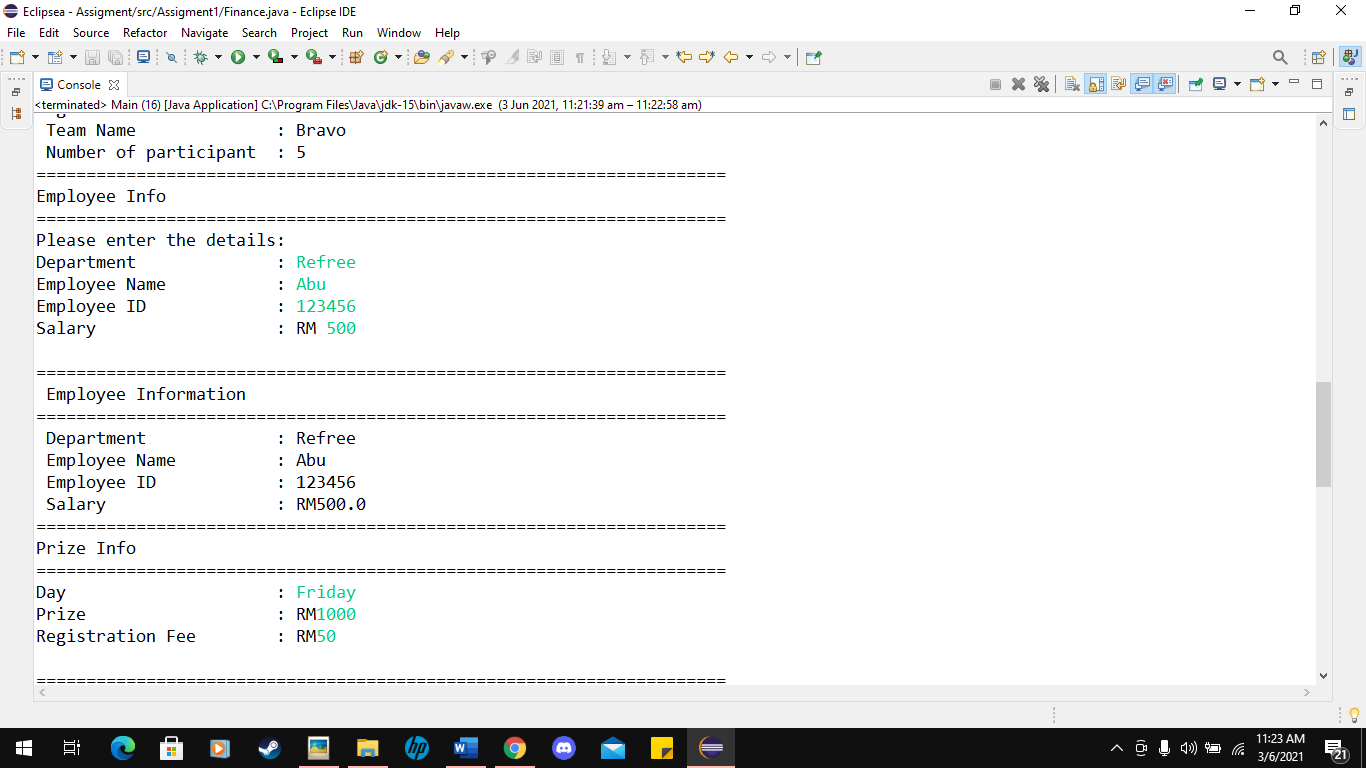 Eclipsea - Assigment/src/Assigment1/Finance.java - Eclipse IDE
File Edit Source Refactor Navigate Search Project Run Window Help
Console
<terminated> Main (16) [Java Application] C:\Program Files\Java\jdk-15\bin\javaw.exe (3 Jun 2021, 11:21:39 am – 11:22:58 am)
Team Name : Bravo
Number of participant : 5
=====================================================================
Employee Info
=====================================================================
Please enter the details:
Department : Refree
Employee Name : Abu
Employee ID : 123456
Salary : RM 500
=====================================================================
Employee Information
=====================================================================
Department : Refree
Employee Name : Abu
Employee ID : 123456
Salary : RM500.0
=====================================================================
Prize Info
=====================================================================
Day : Friday
Prize : RM1000
Registration Fee : RM50
=====================================================================
11:23 AM
3/6/2021
21